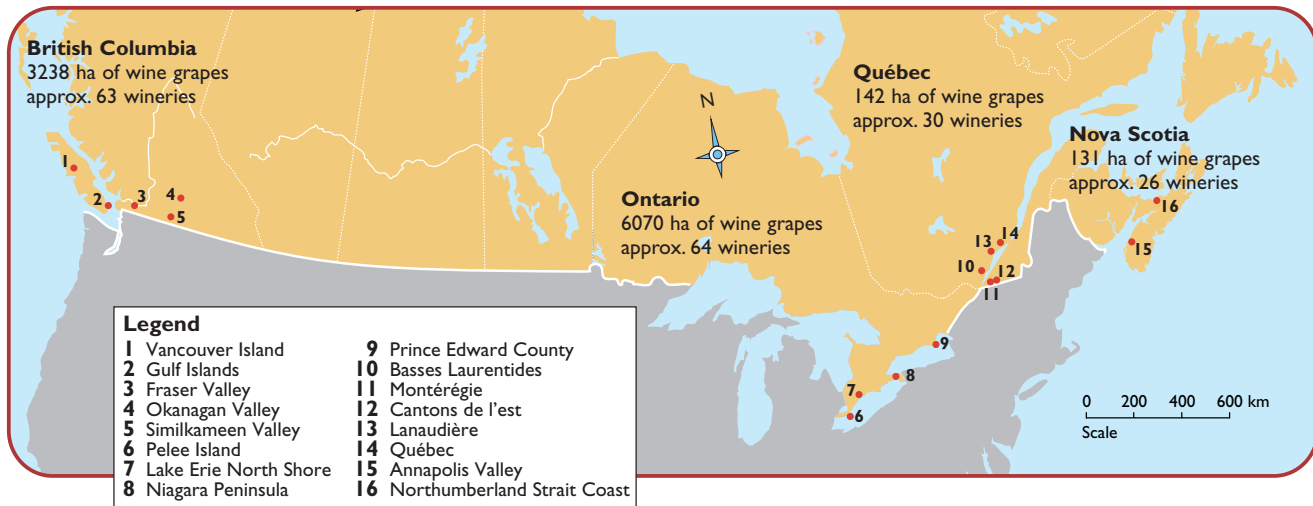 British Columbia
3238 ha of wine grapes
approx. 63 wineries
Québec
142 ha of wine grapes
approx. 30 wineries
Nova Scotia
131 ha of wine grapes
approx. 26 wineries
Ontario
6070 ha of wine grapes
approx. 64 wineries
N
1
2
3
4
5
6
7
8
9
10
11
12
13
14
15
16
Legend
1 Vancouver Island
2 Gulf Islands
3 Fraser Valley
4 Okanagan Valley
5 Similkameen Valley
6 Pelee Island
7 Lake Erie North Shore
8 Niagara Peninsula
9 Prince Edward County
10 Basses Laurentides
11 Montérégie
12 Cantons de l'est
13 Lanaudière
14 Québec
15 Annapolis Valley
16 Northumberland Strait Coast
0 200 400 600 km
Scale